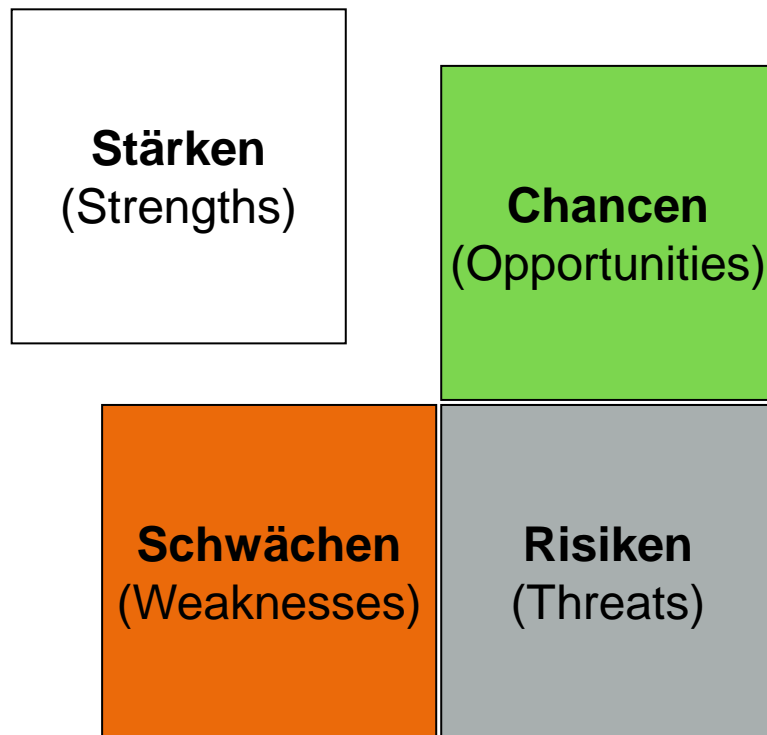 Stärken
(Strengths)
Chancen
(Opportunities)
Schwächen
(Weaknesses)
Risiken
(Threats)